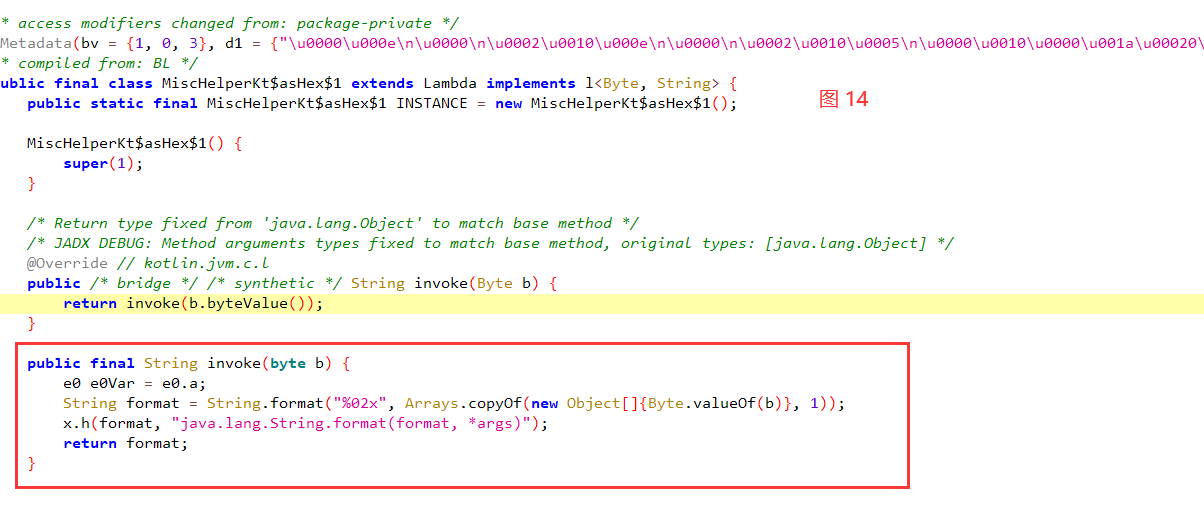 * access modifiers changed from: package-private */
Metadata(bv = {1, 0, 3}, d1 = {"\u0000\u000e\n\u0000\n\u0002\u0010\u000e\n\u0000\n\u0002\u0010\u0005\n\u0000\u0010\u0000\u001a\u00020\
* compiled from: BL */
ublic final class MiscHelperKt$asHex$1 extends Lambda implements l<Byte, String> {
    public static final MiscHelperKt$asHex$1 INSTANCE = new MiscHelperKt$asHex$1();
图 14
    MiscHelperKt$asHex$1() {
        super(1);
    }
    /* Return type fixed from 'java.lang.Object' to match base method */
    /* JADX DEBUG: Method arguments types fixed to match base method, original types: [java.lang.Object] */
    @Override // kotlin.jvm.c.l
    public /* bridge */ /* synthetic */ String invoke(Byte b) {
        return invoke(b.byteValue());
    }
    public final String invoke(byte b) {
        e0 e0Var = e0.a;
        String format = String.format("%02x", Arrays.copyOf(new Object[]{Byte.valueOf(b)}, 1));
        x.h(format, "java.lang.String.format(format, *args)");
        return format;
    }